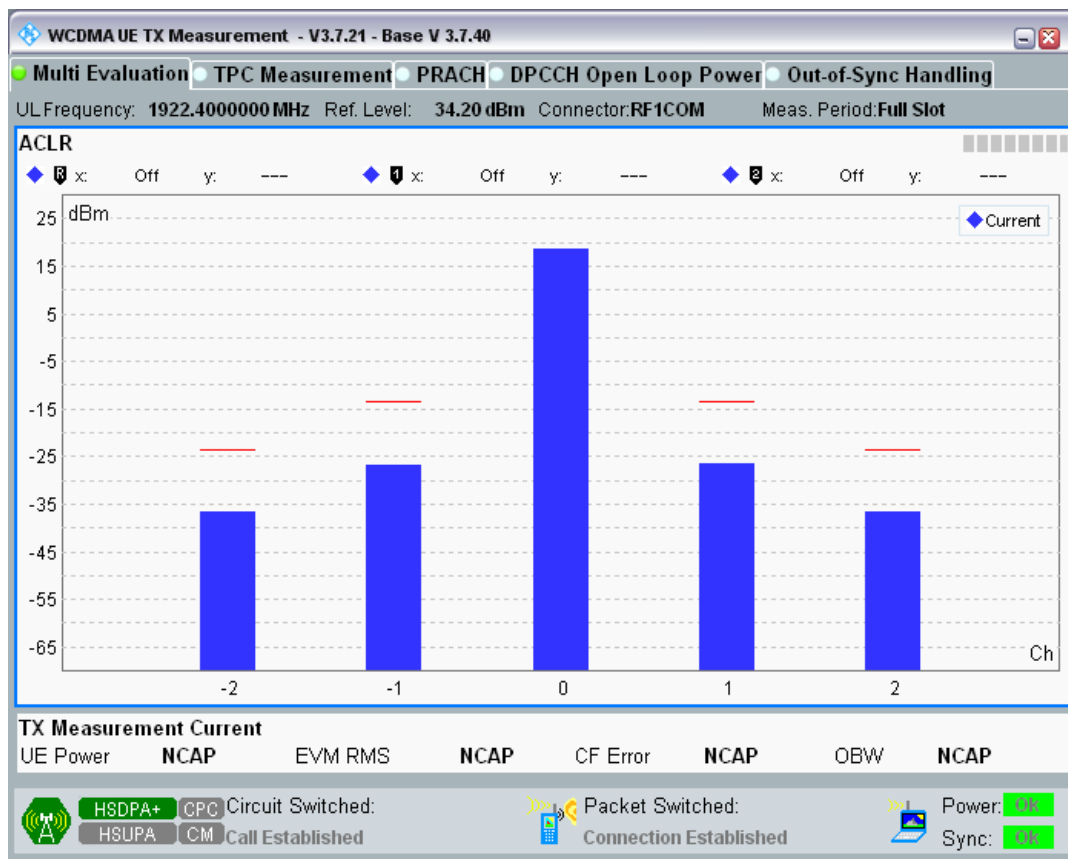 WCDMA UE TX Measurement - V3.7.21 - Base V 3.7.40
Multi Evaluation TPC Measurement PRACH DPCCH Open Loop Power Out-of-Sync Handling
UL Frequency: 1922.4000000 MHz Ref. Level: 34.20 dBm Connector:RF1COM Meas. Period:Full Slot
ACLR
R x: Off y: --- 1 x: Off y: --- 2 x: Off y: ---
dBm
Current
25
15
5
-5
-15
-25
-35
-45
-55
-65
Ch
-2 -1 0 1 2
TX Measurement Current
UE Power NCAP EVM RMS NCAP CF Error NCAP OBW NCAP
HSDPA+ CPC Circuit Switched: Packet Switched: Power: OK
HSUPA CM Call Established Connection Established Sync: OK